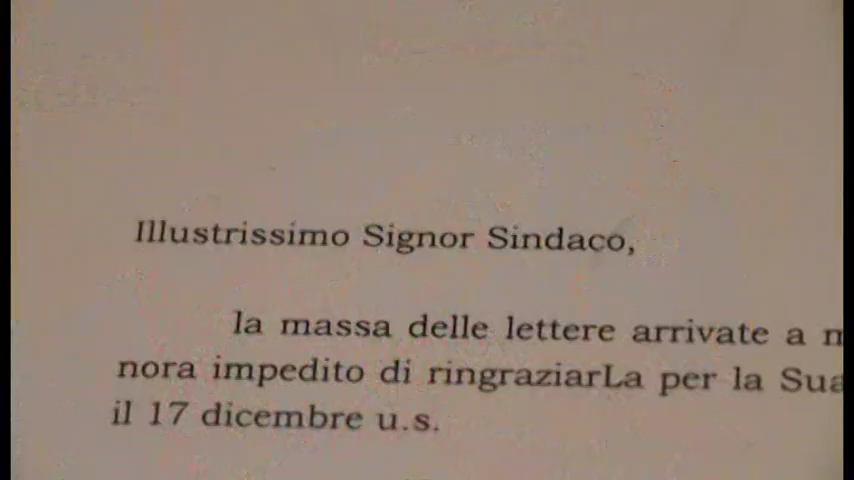 Illustrissimo Signor Sindaco,
la massa delle lettere arrivate a m
nora impedito di ringraziarLa per la Sua
il 17 dicembre u.s.